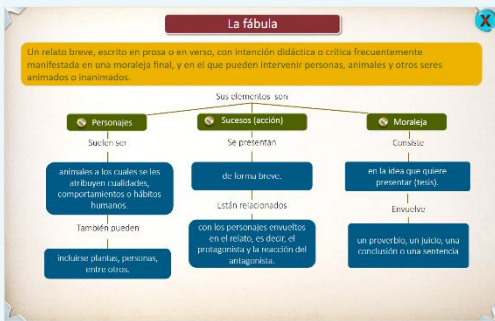 La fábula
X
Un relato breve, escrito en prosa o en verso, con intención didáctica o crítica frecuentemente
manifestada en una moraleja final, y en el que pueden intervenir personas, animales y otros seres
animados o inanimados.
Sus elementos son
Personajes
Suelen ser
animales a los cuales se les
atribuyen cualidades,
comportamientos o hábitos
humanos.
También pueden
incluirse plantas, personas,
entre otros.
Sucesos (acción)
Se presentan
de forma breve.
Están relacionados
con los personajes envueltos
en el relato, es decir, el
protagonista y la reacción del
antagonista.
Moraleja
Consiste
en la idea que quiere
presentar (tesis).
Envuelve
un proverbio, un juicio, una
conclusión o una sentencia